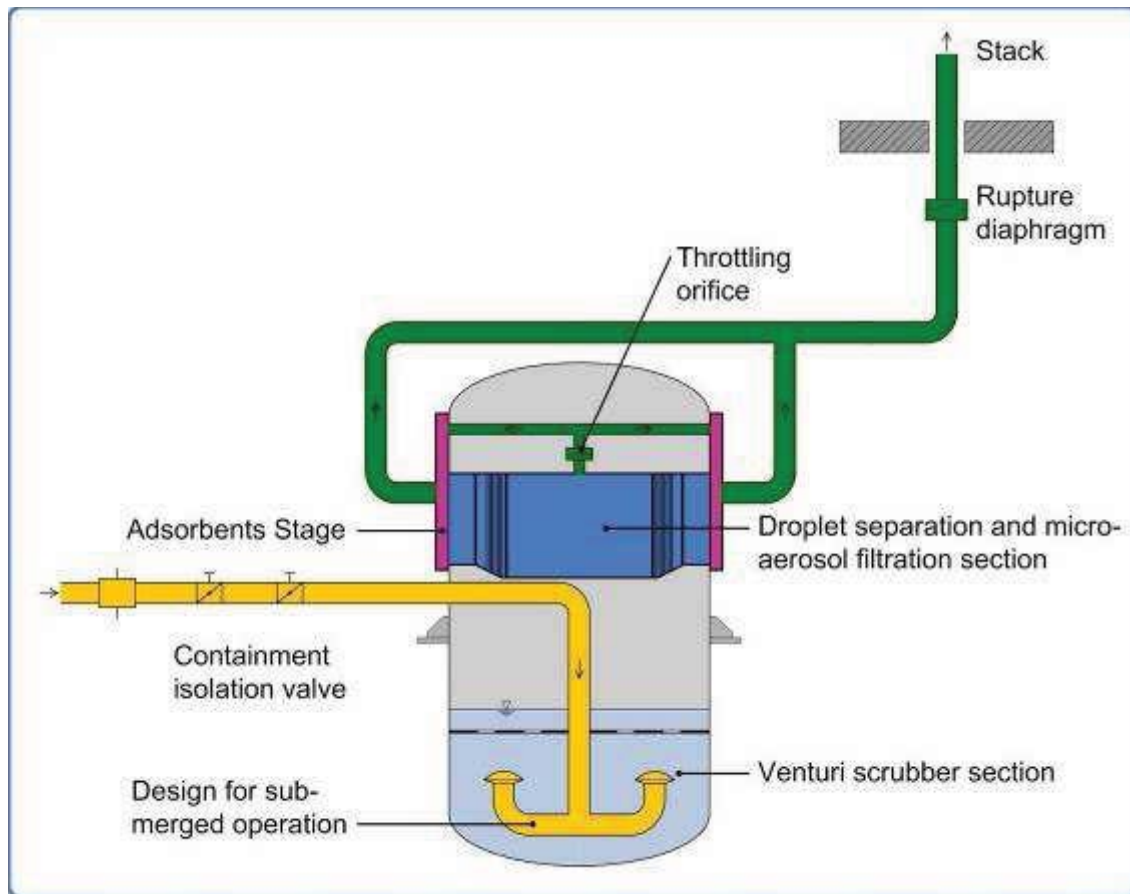 Stack
Rupture
diaphragm
Throttling
orifice
Adsorbents Stage
Droplet separation and micro-
aerosol filtration section
Containment
isolation valve
Venturi scrubber section
Design for sub-
merged operation